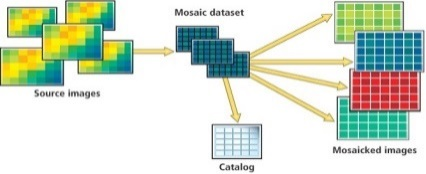 Mosaic dataset
Source images
Mosaicked images
Catalog